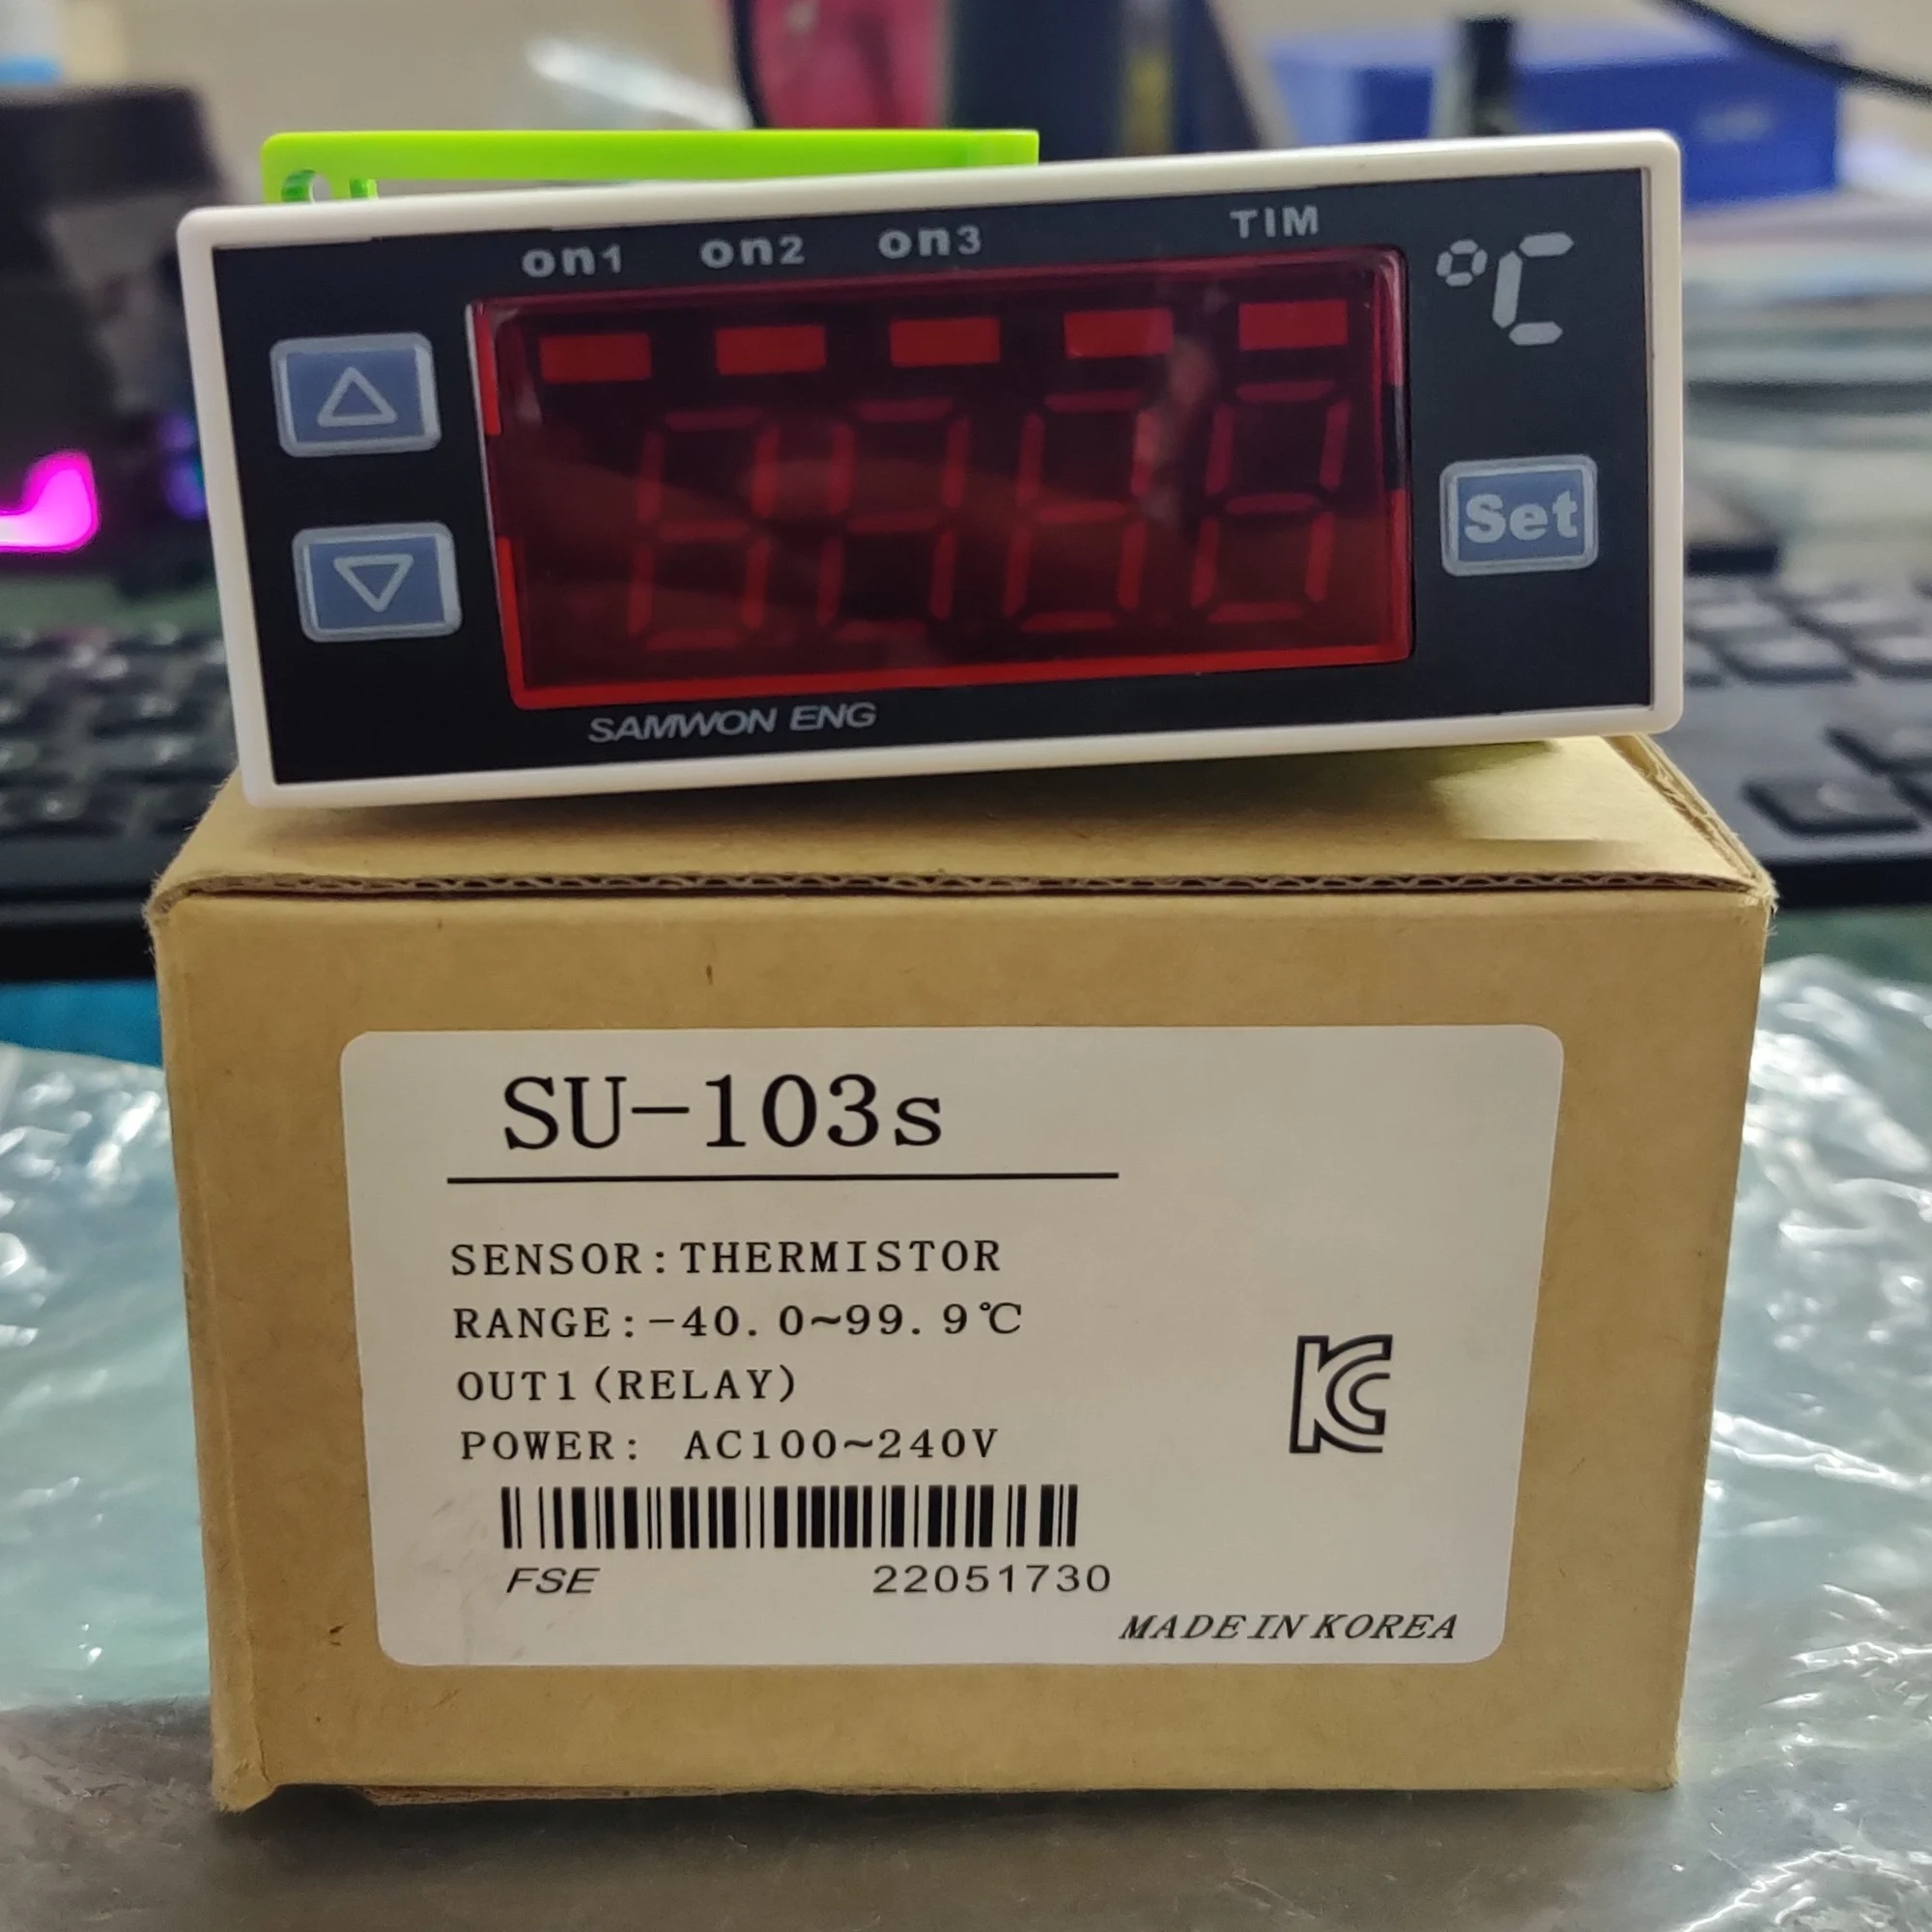 on1 on2 on3 TIM
°C
Set
SAMWON ENG
SU-103s
SENSOR:THERMISTOR
RANGE:-40.0~99.9℃
OUT1(RELAY)
POWER: AC100~240V
FSE 22051730
MADE IN KOREA